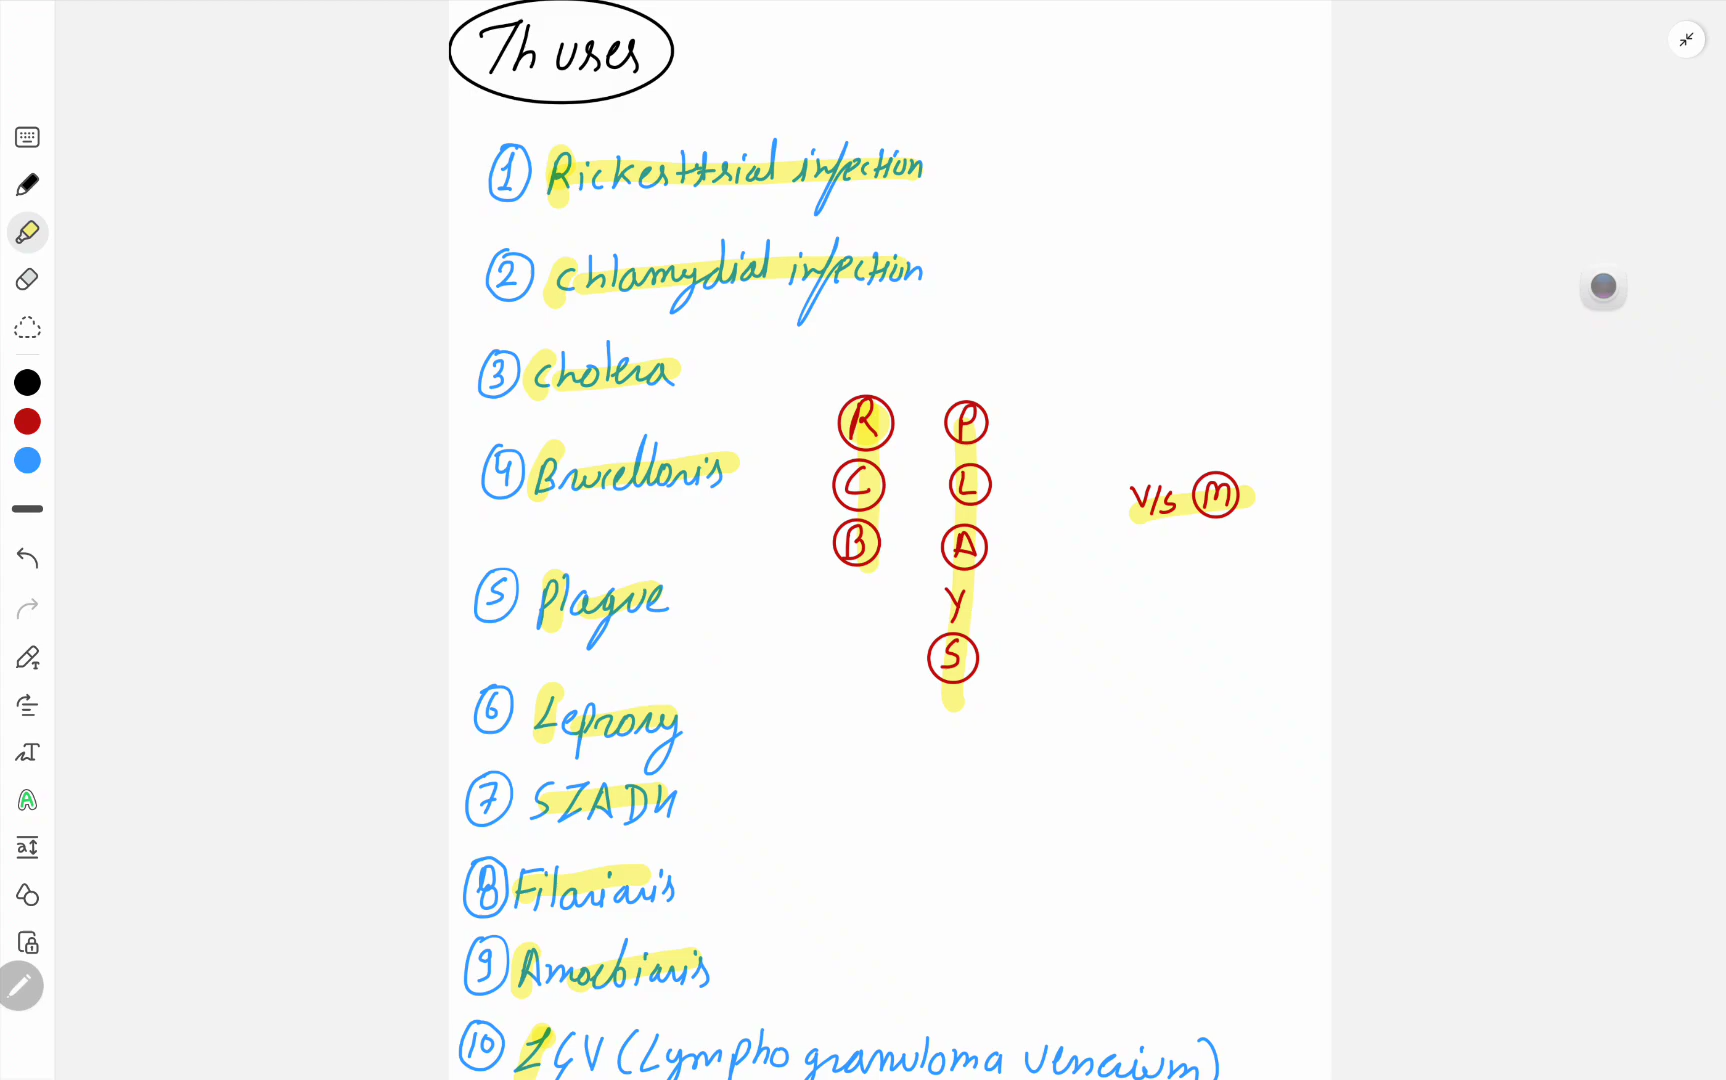 Th uses
1 Rickesttsial infection
2 Chlamydial infection
3 Cholera
4 Brucellosis
5 Plague
6 Leprosy
7 SIADH
8 Filariasis
9 Amoebiasis
10 LGV (Lympho granuloma Venerium)
R P
C L
B A
Y
S
V/S M